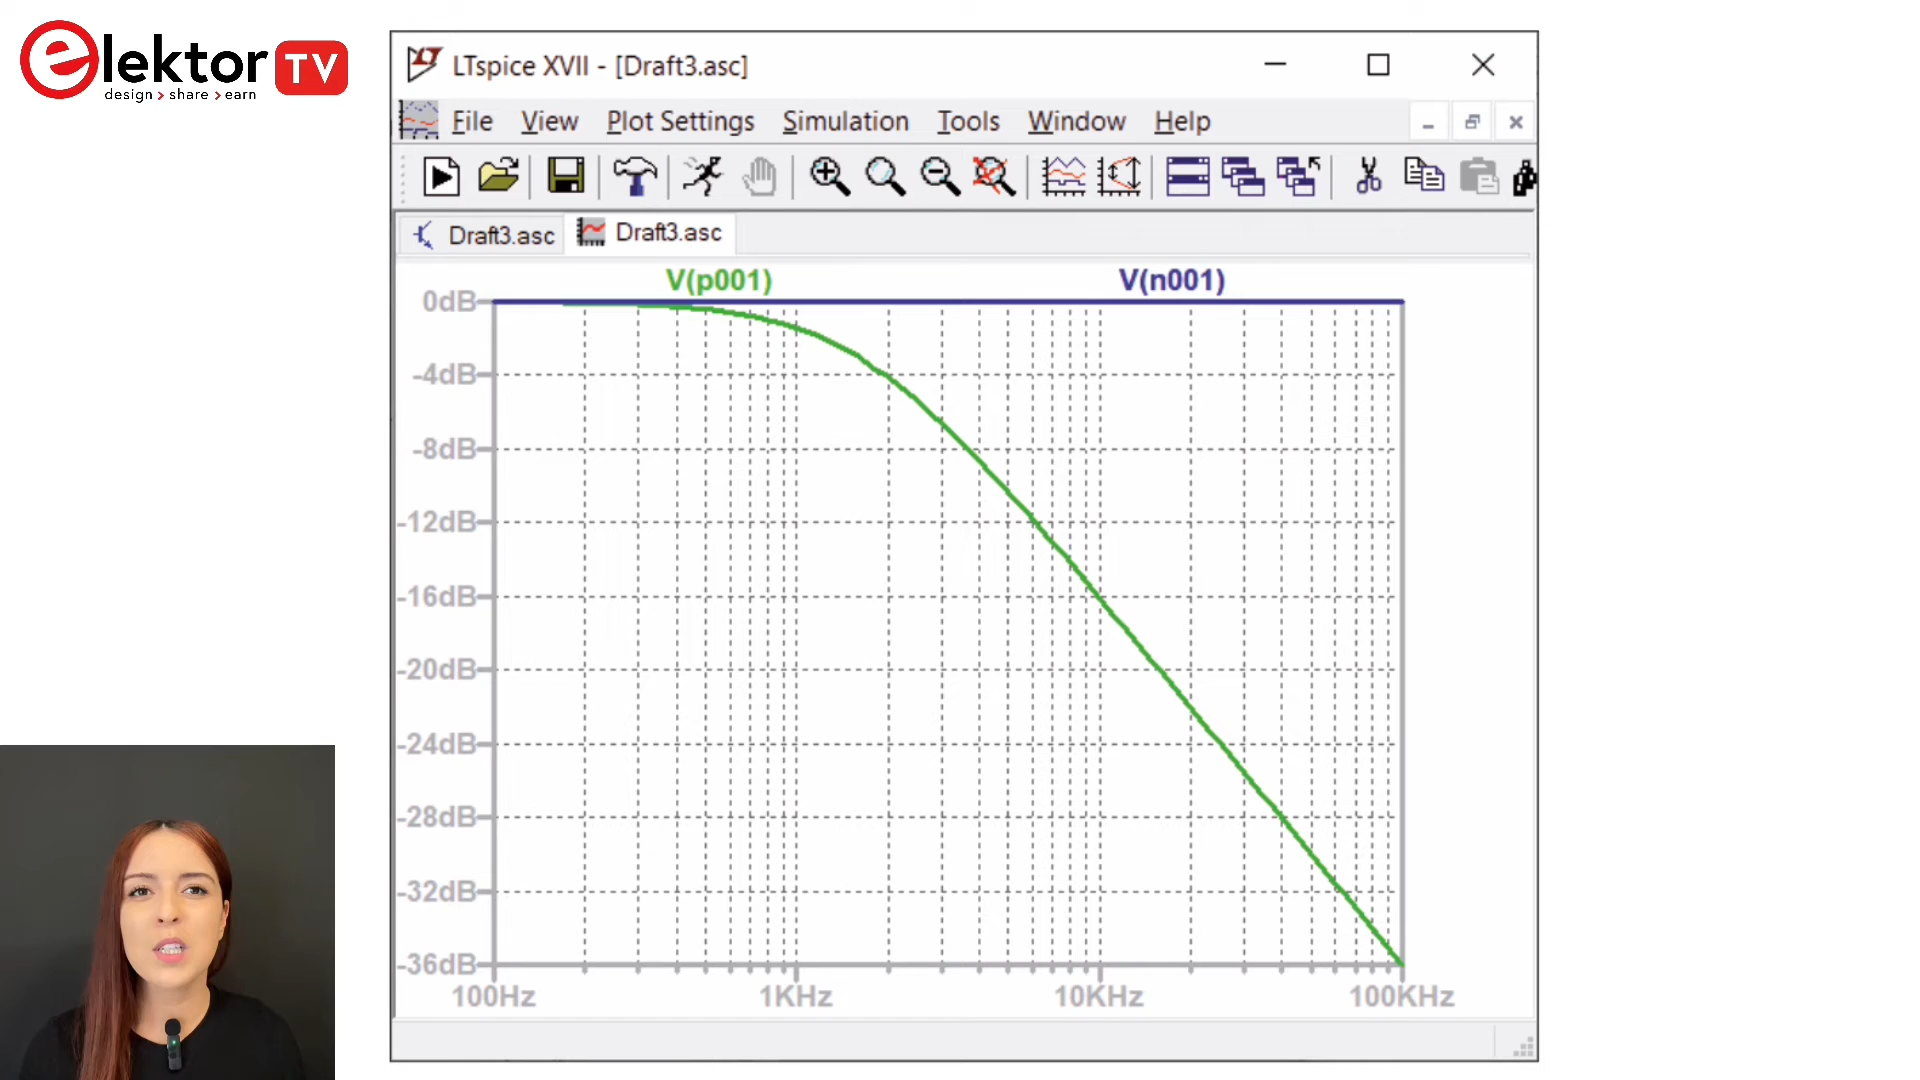 elektor TV
design > share > earn
LTspice XVII - [Draft3.asc]
File View Plot Settings Simulation Tools Window Help
Draft3.asc Draft3.asc
V(p001) V(n001)
0dB
-4dB
-8dB
-12dB
-16dB
-20dB
-24dB
-28dB
-32dB
-36dB
100Hz 1KHz 10KHz 100KHz